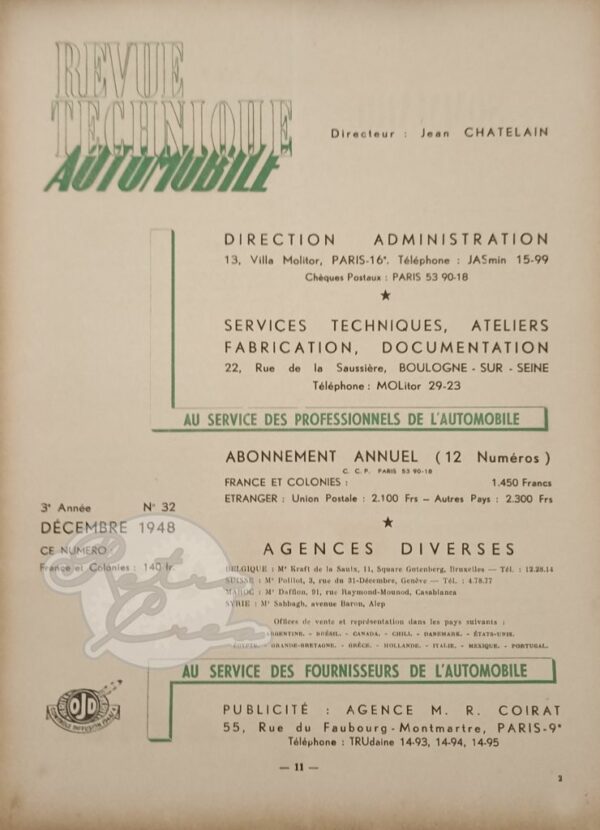 REVUE
TECHNIQUE
AUTOMOBILE
Directeur : Jean CHATELAIN
DIRECTION ADMINISTRATION
13, Villa Molitor, PARIS-16e. Téléphone : JASmin 15-99
Chèques Postaux : PARIS 53 90-18
★
SERVICES TECHNIQUES, ATELIERS
FABRICATION, DOCUMENTATION
22, Rue de la Saussière, BOULOGNE - SUR - SEINE
Téléphone : MOLitor 29-23
AU SERVICE DES PROFESSIONNELS DE L'AUTOMOBILE
ABONNEMENT ANNUEL (12 Numéros)
C. C. P. PARIS 53 90-18
FRANCE ET COLONIES : 1.450 Francs
ETRANGER : Union Postale : 2.100 Frs – Autres Pays : 2.300 Frs
★
3e Année N° 32
DÉCEMBRE 1948
CE NUMERO
France et Colonies : 140 fr.
Retro Cren
AGENCES DIVERSES
BELGIQUE : Mr Kraft de la Saulx, 11, Square Gutenberg, Bruxelles — Tél. : 12.28.14
SUISSE : Mr Poillot, 3, rue du 31-Décembre, Genève — Tél. : 4.78.77
MAROC : Mr Dafflon, 91, rue Raymond-Mounod, Casablanca
SYRIE : Mr Sabbagh, avenue Baron, Alep
Offices de vente et représentation dans les pays suivants :
ARGENTINE. - BRÉSIL. - CANADA. - CHILI. - DANEMARK. - ÉTATS-UNIS.
ÉGYPTE. - GRANDE-BRETAGNE. - GRÈCE. - HOLLANDE. - ITALIE. - MEXIQUE. - PORTUGAL.
AU SERVICE DES FOURNISSEURS DE L'AUTOMOBILE
OJD
PUBLICITÉ : AGENCE M. R. COIRAT
55, Rue du Faubourg-Montmartre, PARIS-9e
Téléphone : TRUdaine 14-93, 14-94, 14-95
— 11 —
2